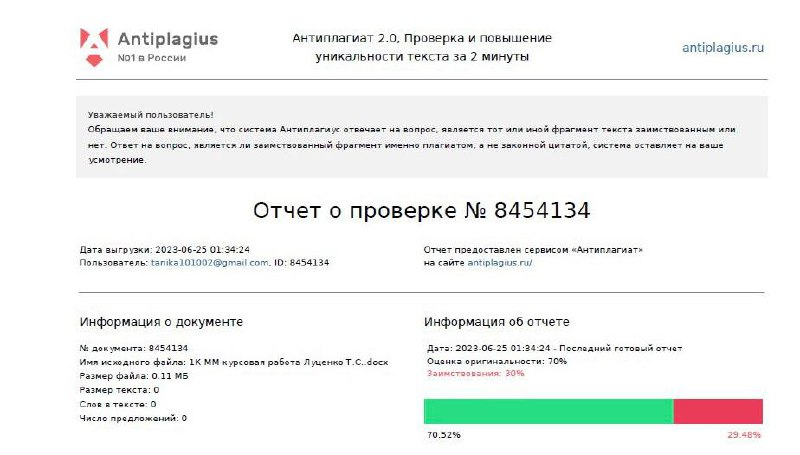 Antiplagius
№1 в России
Антиплагиат 2.0, Проверка и повышение
уникальности текста за 2 минуты
antiplagius.ru
Уважаемый пользователь!
Обращаем ваше внимание, что система Антиплагиус отвечает на вопрос, является тот или иной фрагмент текста заимствованным или
нет. Ответ на вопрос, является ли заимствованный фрагмент именно плагиатом, а не законной цитатой, система оставляет на ваше
усмотрение.
Отчет о проверке № 8454134
Дата выгрузки: 2023-06-25 01:34:24
Пользователь: tanika101002@gmail.com, ID: 8454134
Отчет предоставлен сервисом «Антиплагиат»
на сайте antiplagius.ru/
Информация о документе
№ документа: 8454134
Имя исходного файла: 1К ММ курсовая работа Луценко Т.С..docx
Размер файла: 0.11 МБ
Размер текста: 0
Слов в тексте: 0
Число предложений: 0
Информация об отчете
Дата: 2023-06-25 01:34:24 - Последний готовый отчет
Оценка оригинальности: 70%
Заимствования: 30%
70.52%
29.48%